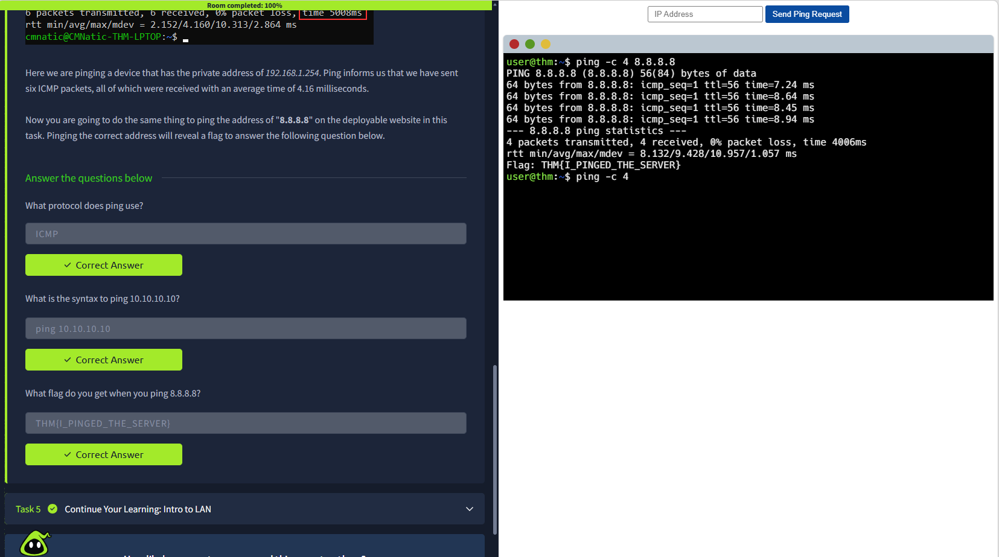 Room completed: 100%
6 packets transmitted, 6 received, 0% packet loss, time 5008ms
rtt min/avg/max/mdev = 2.152/4.160/10.313/2.864 ms
cmnatic@CMNatic-THM-LPTOP:~$
Here we are pinging a device that has the private address of 192.168.1.254. Ping informs us that we have sent
six ICMP packets, all of which were received with an average time of 4.16 milliseconds.
Now you are going to do the same thing to ping the address of "8.8.8.8" on the deployable website in this
task. Pinging the correct address will reveal a flag to answer the following question below.
Answer the questions below
What protocol does ping use?
ICMP
✓ Correct Answer
What is the syntax to ping 10.10.10.10?
ping 10.10.10.10
✓ Correct Answer
What flag do you get when you ping 8.8.8.8?
THM{I_PINGED_THE_SERVER}
✓ Correct Answer
Task 5 Continue Your Learning: Intro to LAN
IP Address
Send Ping Request
user@thm:~$ ping -c 4 8.8.8.8
PING 8.8.8.8 (8.8.8.8) 56(84) bytes of data
64 bytes from 8.8.8.8: icmp_seq=1 ttl=56 time=7.24 ms
64 bytes from 8.8.8.8: icmp_seq=1 ttl=56 time=8.64 ms
64 bytes from 8.8.8.8: icmp_seq=1 ttl=56 time=8.45 ms
64 bytes from 8.8.8.8: icmp_seq=1 ttl=56 time=8.94 ms
--- 8.8.8.8 ping statistics ---
4 packets transmitted, 4 received, 0% packet loss, time 4006ms
rtt min/avg/max/mdev = 8.132/9.428/10.957/1.057 ms
Flag: THM{I_PINGED_THE_SERVER}
user@thm:~$ ping -c 4